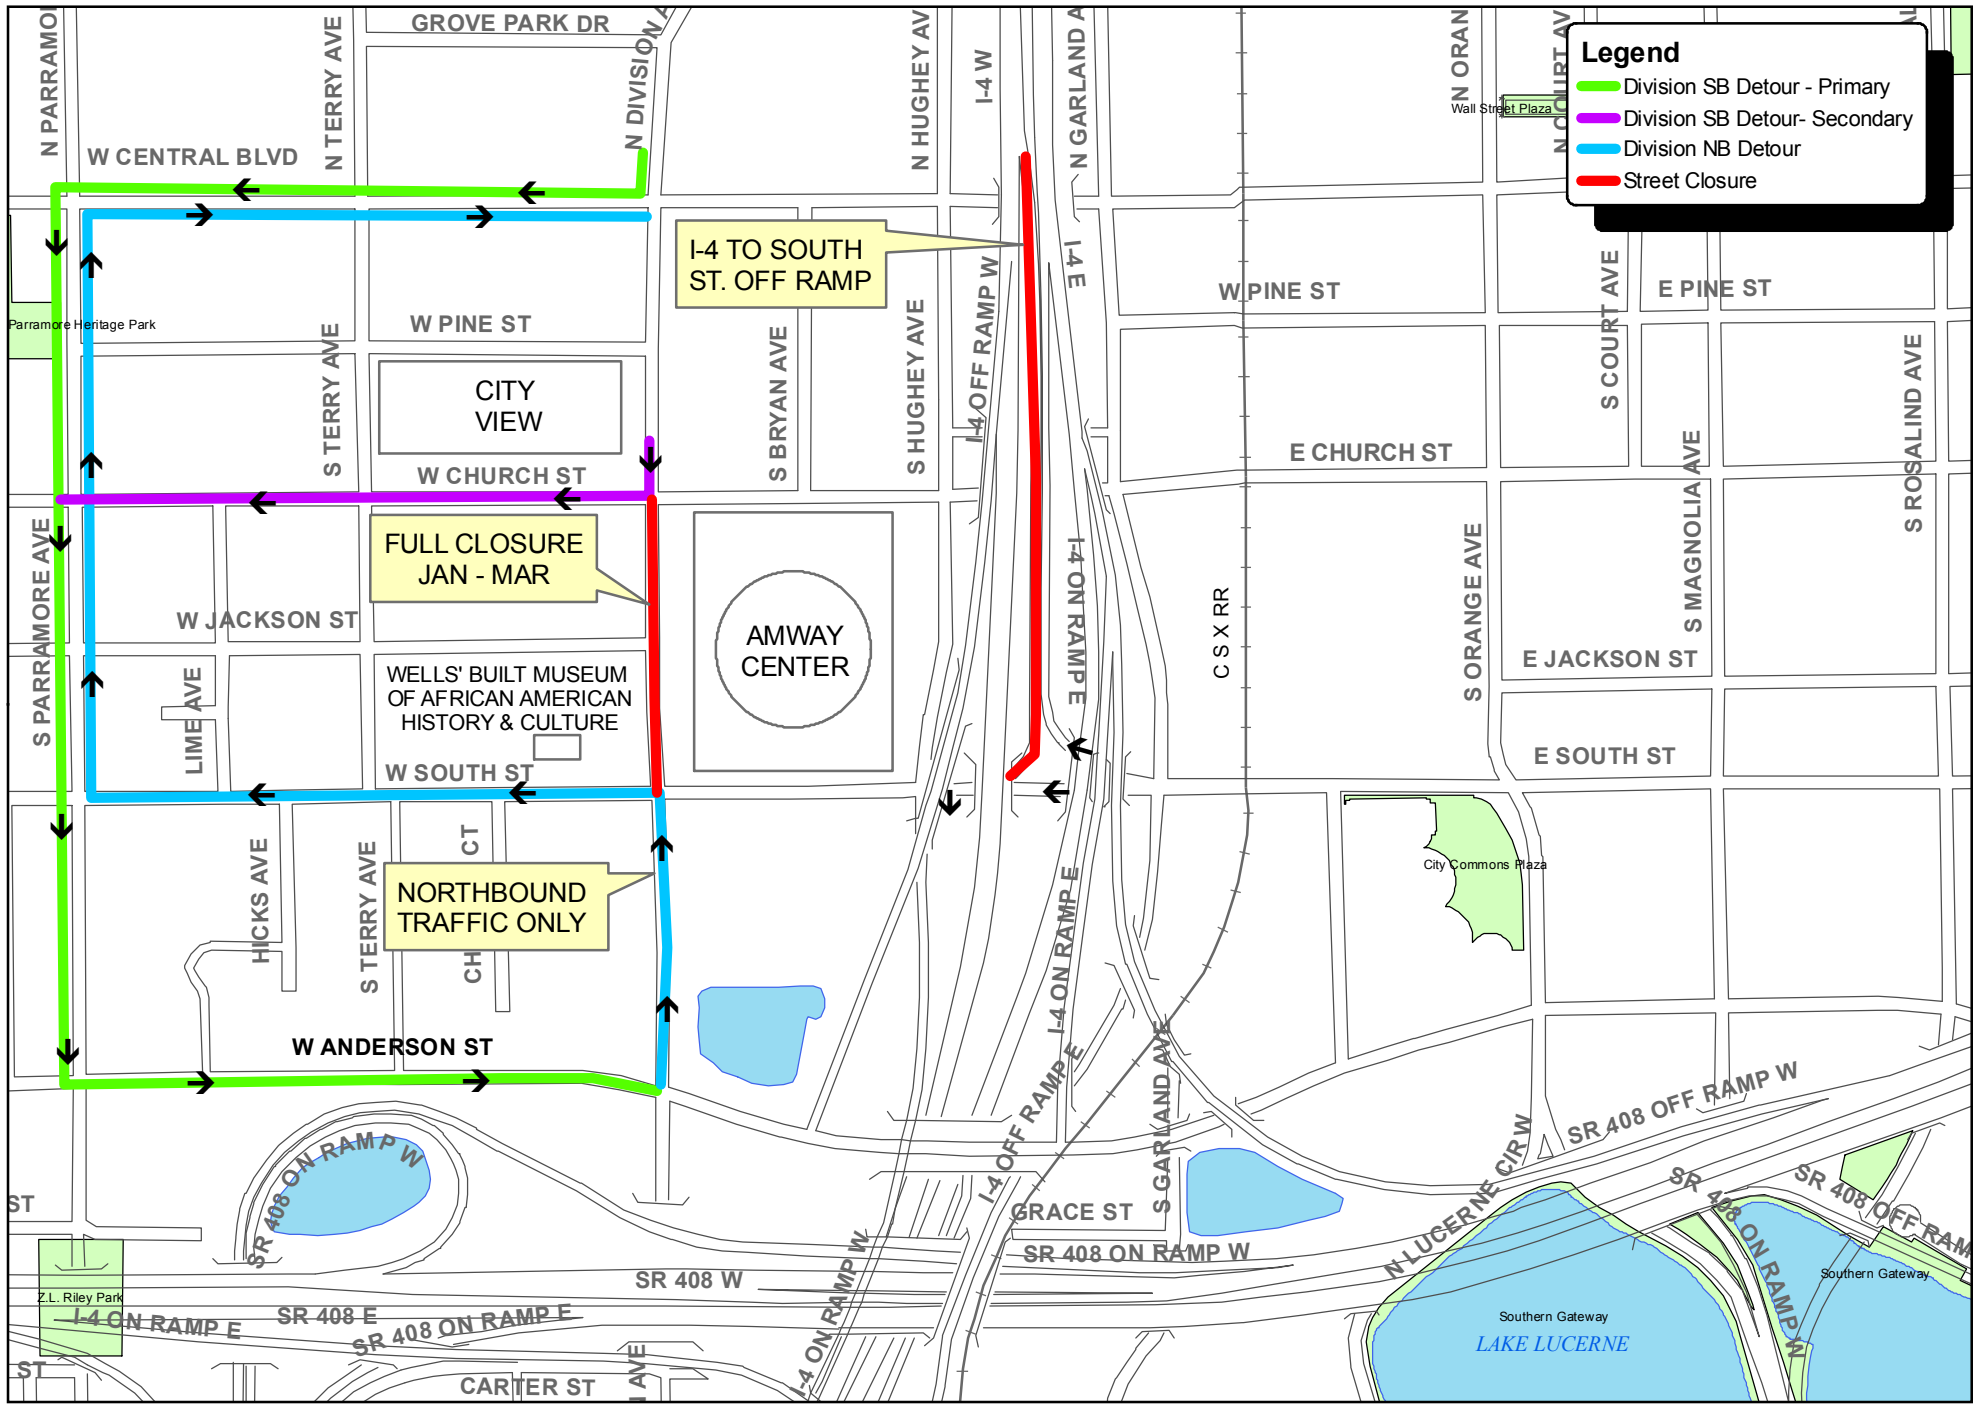 GROVE PARK DR
N PARRAMO
N TERRY AVE
N DIVISION A
N HUGHEY AV
I-4 W
N GARLAND A
N ORAN
N COURT AV
Legend
Division SB Detour - Primary
Division SB Detour- Secondary
Division NB Detour
Street Closure
Wall Street Plaza
W CENTRAL BLVD
I-4 TO SOUTH
ST. OFF RAMP
I-4 E
I-4 OFF RAMP W
W PINE ST
E PINE ST
S COURT AVE
Parramore Heritage Park
W PINE ST
S TERRY AVE
S BRYAN AVE
S HUGHEY AVE
S ROSALIND AVE
CITY
VIEW
W CHURCH ST
E CHURCH ST
S MAGNOLIA AVE
S PARRAMORE AVE
FULL CLOSURE
JAN - MAR
I-4 ON RAMP E
C S X RR
S ORANGE AVE
W JACKSON ST
AMWAY
CENTER
E JACKSON ST
WELLS' BUILT MUSEUM
OF AFRICAN AMERICAN
HISTORY & CULTURE
LIME AVE
W SOUTH ST
E SOUTH ST
HICKS AVE
S TERRY AVE
CH
CT
NORTHBOUND
TRAFFIC ONLY
City Commons Plaza
I-4 ON RAMP E
W ANDERSON ST
I-4 OFF RAMP E
S GARLAND AVE
SR 408 OFF RAMP W
SR 408 ON RAMP W
N LUCERNE CIR W
SR 408 ON RAMP W
SR 408 OFF RAM
ST
GRACE ST
SR 408 ON RAMP W
SR 408 W
I-4 ON RAMP W
Southern Gateway
Z.L. Riley Park
I-4 ON RAMP E
SR 408 E
SR 408 ON RAMP E
Southern Gateway
LAKE LUCERNE
ST
CARTER ST
AVE